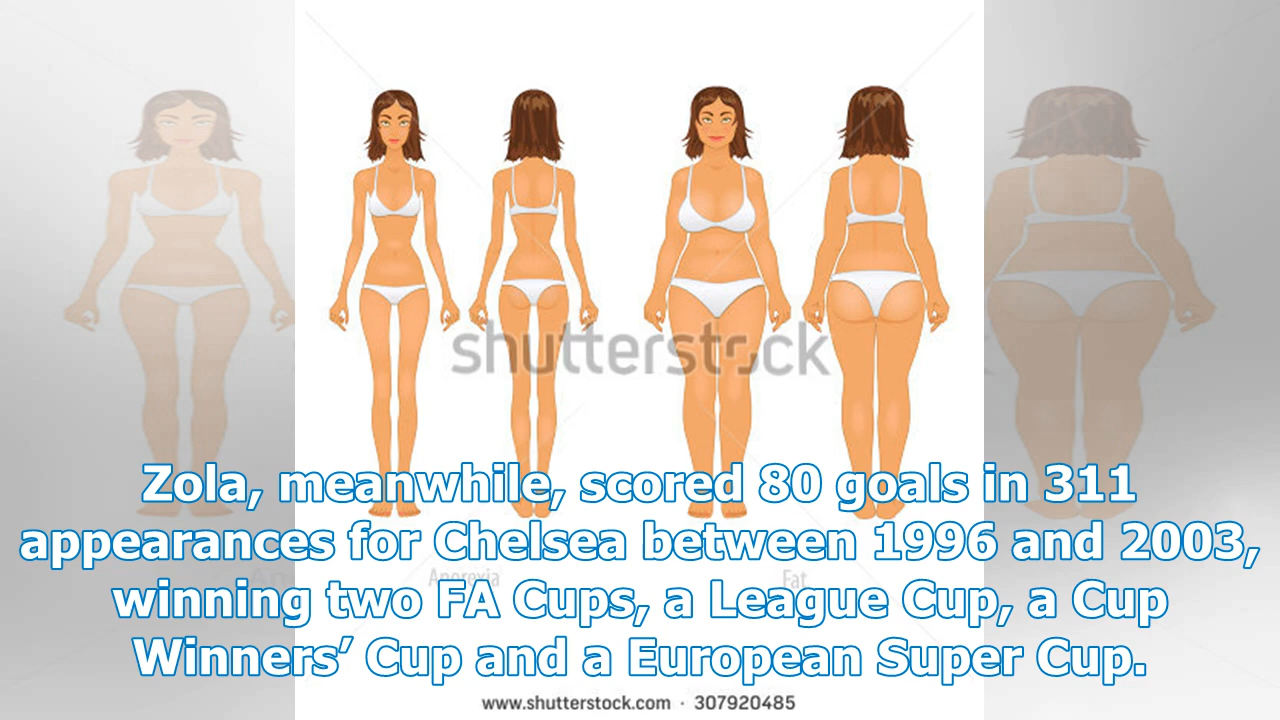 shutterstock
Zola, meanwhile, scored 80 goals in 311
appearances for Chelsea between 1996 and 2003,
Anorexia Fat
winning two FA Cups, a League Cup, a Cup
Winners’ Cup and a European Super Cup.
www.shutterstock.com · 307920485